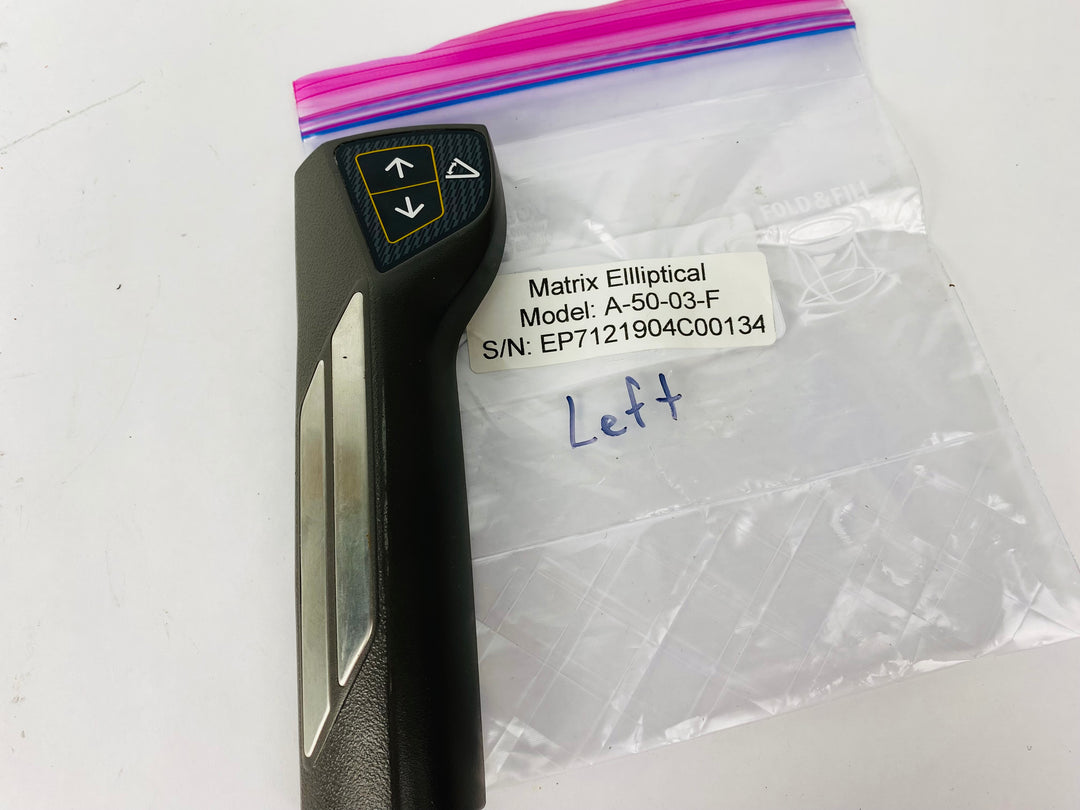 FOLD & FILL
Matrix Ellliptical
Model: A-50-03-F
S/N: EP7121904C00134
Left